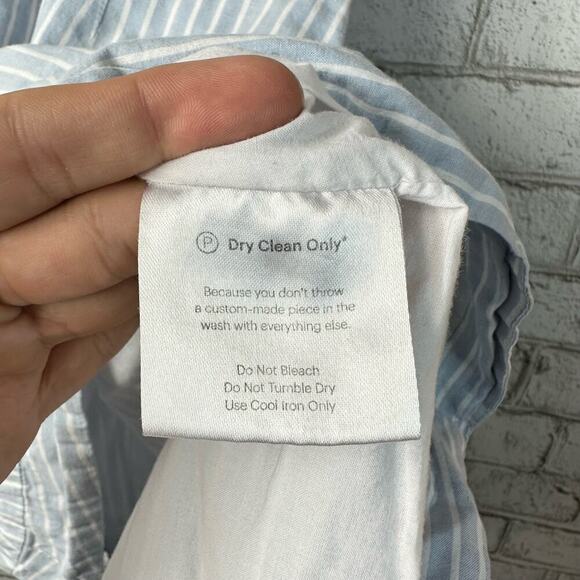 P Dry Clean Only*
Because you don't throw
a custom-made piece in the
wash with everything else.
Do Not Bleach
Do Not Tumble Dry
Use Cool Iron Only